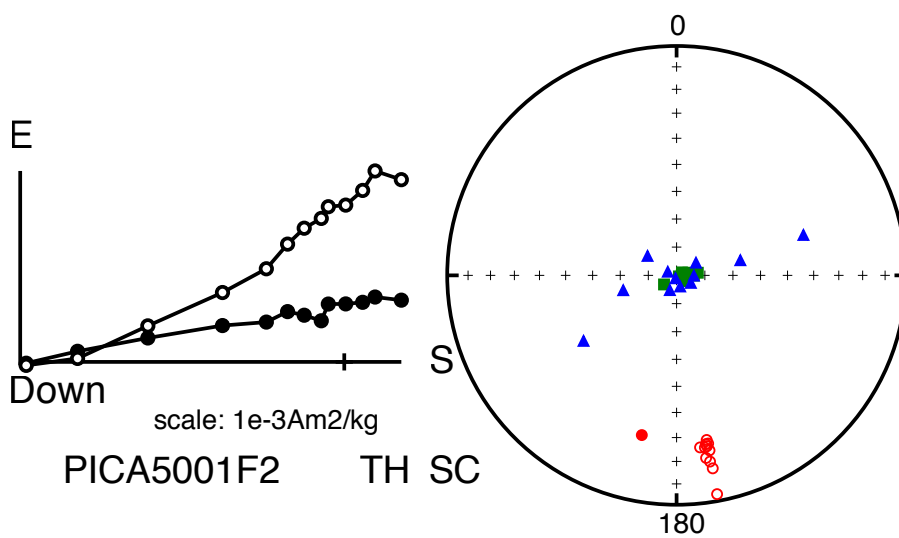 0
E
S
Down
scale: 1e-3Am2/kg
PICA5001F2 TH SC
180